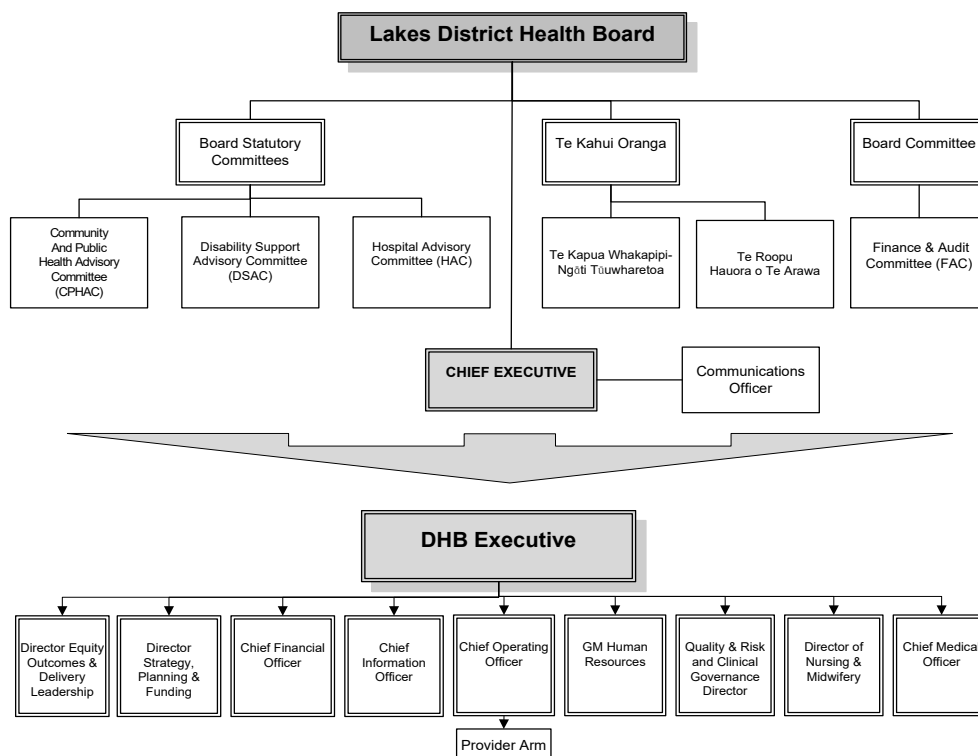 Lakes District Health Board
Board Statutory
Committees
Te Kahui Oranga
Board Committee
Community
And Public
Health Advisory
Committee
(CPHAC)
Disability Support
Advisory Committee
(DSAC)
Hospital Advisory
Committee (HAC)
Te Kapua Whakapipi-
Ngōti Tūuwharetoa
Te Roopu
Hauora o Te Arawa
Finance & Audit
Committee (FAC)
CHIEF EXECUTIVE
Communications
Officer
DHB Executive
Director Equity
Outcomes &
Delivery
Leadership
Director
Strategy,
Planning &
Funding
Chief Financial
Officer
Chief
Information
Officer
Chief Operating
Officer
GM Human
Resources
Quality & Risk
and Clinical
Governance
Director
Director of
Nursing &
Midwifery
Chief Medical
Officer
Provider Arm